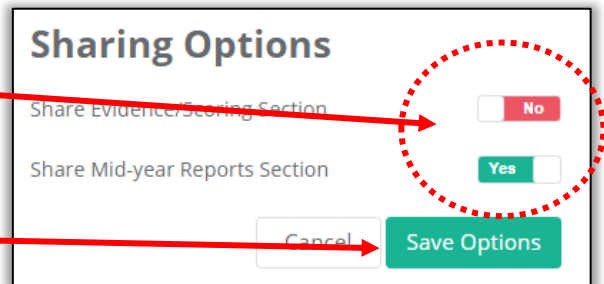 Sharing Options
Share Evidence/Scoring Section No
Share Mid-year Reports Section Yes
Cancel Save Options